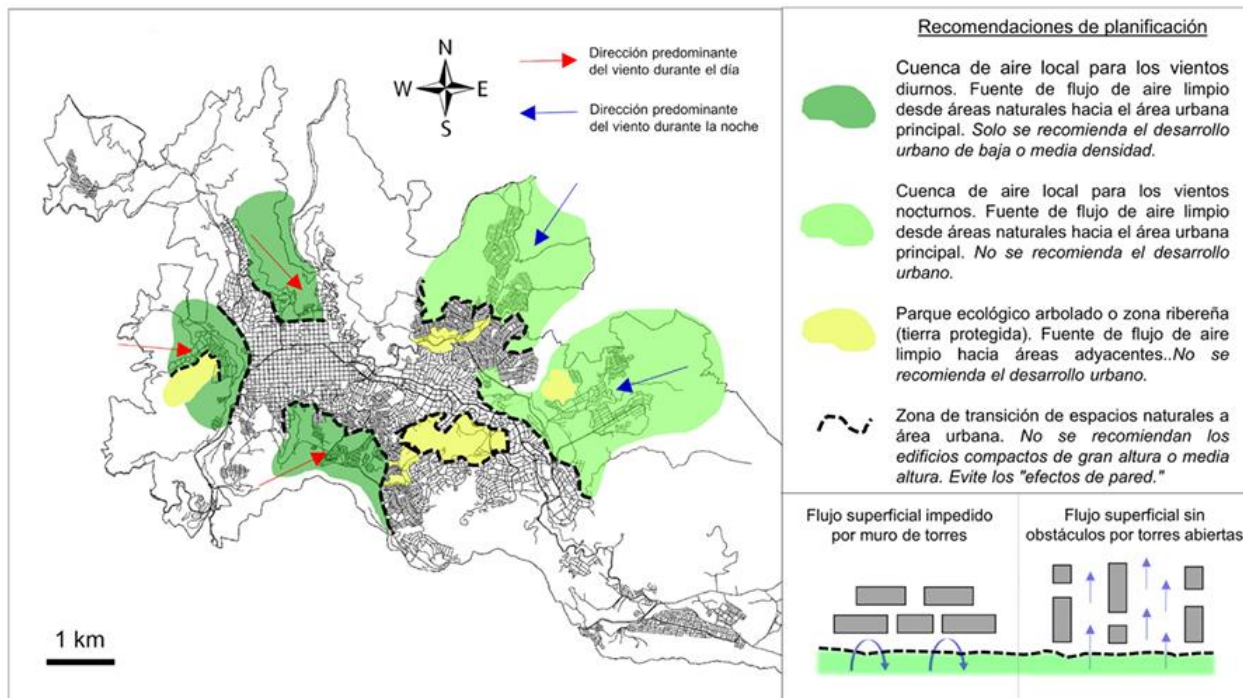 N
W E
S
Dirección predominante
del viento durante el día
Dirección predominante
del viento durante la noche
1 km
Recomendaciones de planificación
Cuenca de aire local para los vientos
diurnos. Fuente de flujo de aire limpio
desde áreas naturales hacia el área urbana
principal. Solo se recomienda el desarrollo
urbano de baja o media densidad.
Cuenca de aire local para los vientos
nocturnos. Fuente de flujo de aire limpio
desde áreas naturales hacia el área urbana
principal. No se recomienda el desarrollo
urbano.
Parque ecológico arbolado o zona ribereña
(tierra protegida). Fuente de flujo de aire
limpio hacia áreas adyacentes..No se
recomienda el desarrollo urbano.
Zona de transición de espacios naturales a
área urbana. No se recomiendan los
edificios compactos de gran altura o media
altura. Evite los "efectos de pared."
Flujo superficial impedido
por muro de torres
Flujo superficial sin
obstáculos por torres abiertas